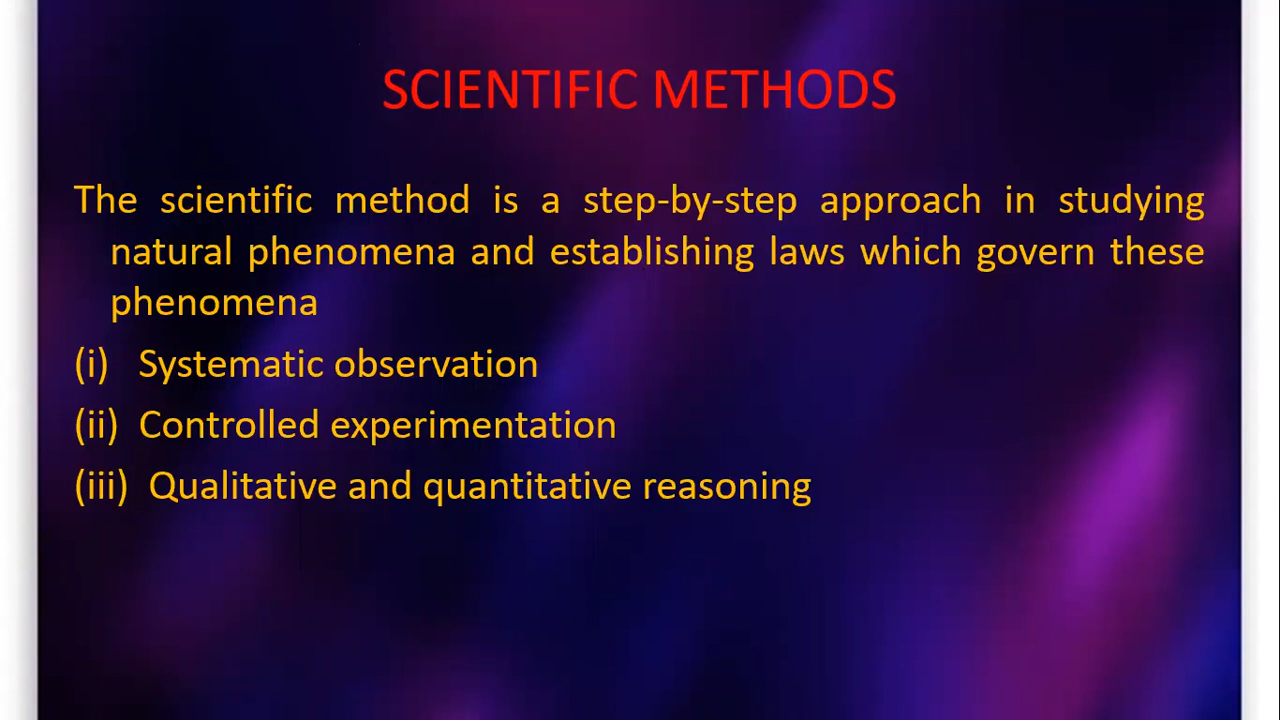 SCIENTIFIC METHODS
The scientific method is a step-by-step approach in studying
natural phenomena and establishing laws which govern these
phenomena
(i) Systematic observation
(ii) Controlled experimentation
(iii) Qualitative and quantitative reasoning